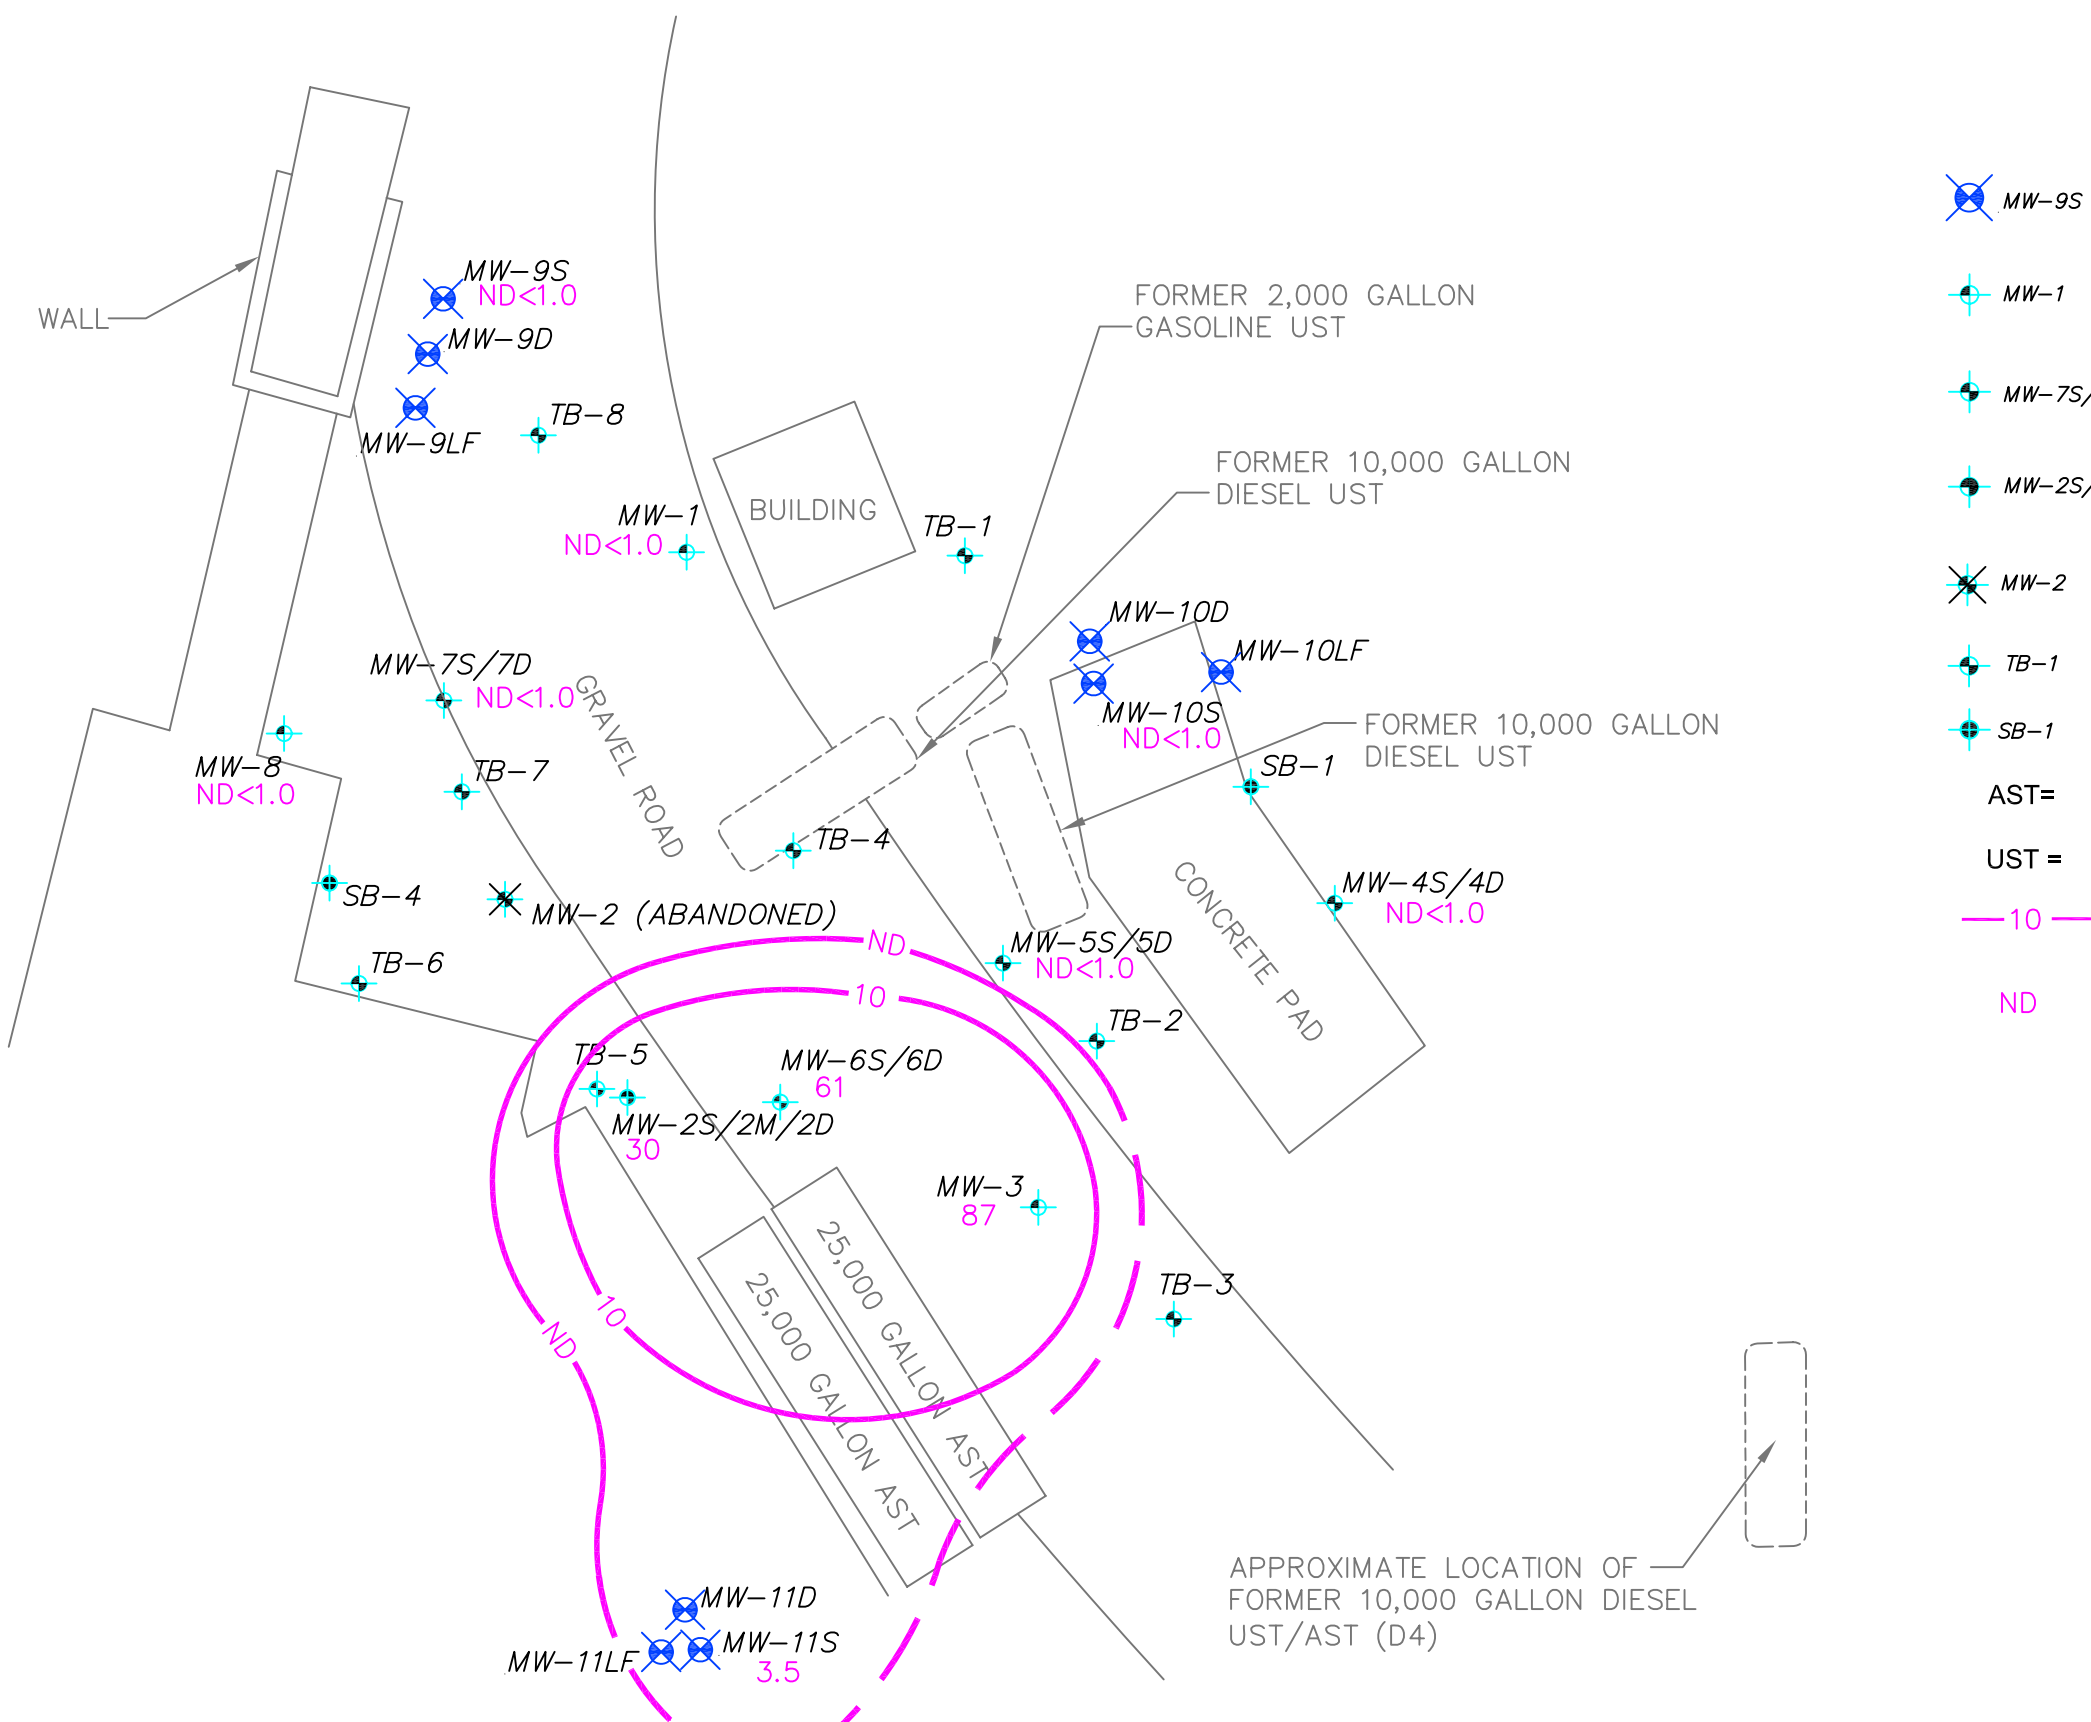 MW-9S
ND<1.0
WALL
MW-9D
MW-9LF
TB-8
FORMER 2,000 GALLON
GASOLINE UST
FORMER 10,000 GALLON
DIESEL UST
BUILDING
MW-1
ND<1.0
TB-1
MW-10D
MW-10LF
MW-10S
ND<1.0
MW-7S/7D
ND<1.0
GRAVEL ROAD
FORMER 10,000 GALLON
DIESEL UST
MW-8
ND<1.0
TB-7
SB-1
TB-4
SB-4
MW-2 (ABANDONED)
CONCRETE PAD
MW-4S/4D
ND<1.0
ND
MW-5S/5D
ND<1.0
TB-6
10
TB-2
TB-5
MW-6S/6D
61
MW-2S/2M/2D
30
MW-3
87
25,000 GALLON AST
25,000 GALLON AST
10
ND
TB-3
APPROXIMATE LOCATION OF
FORMER 10,000 GALLON DIESEL
UST/AST (D4)
MW-11D
MW-11S
3.5
MW-11LF
MW-9S
MW-1
MW-7S/
MW-2S/
MW-2
TB-1
SB-1
AST=
UST =
10
ND